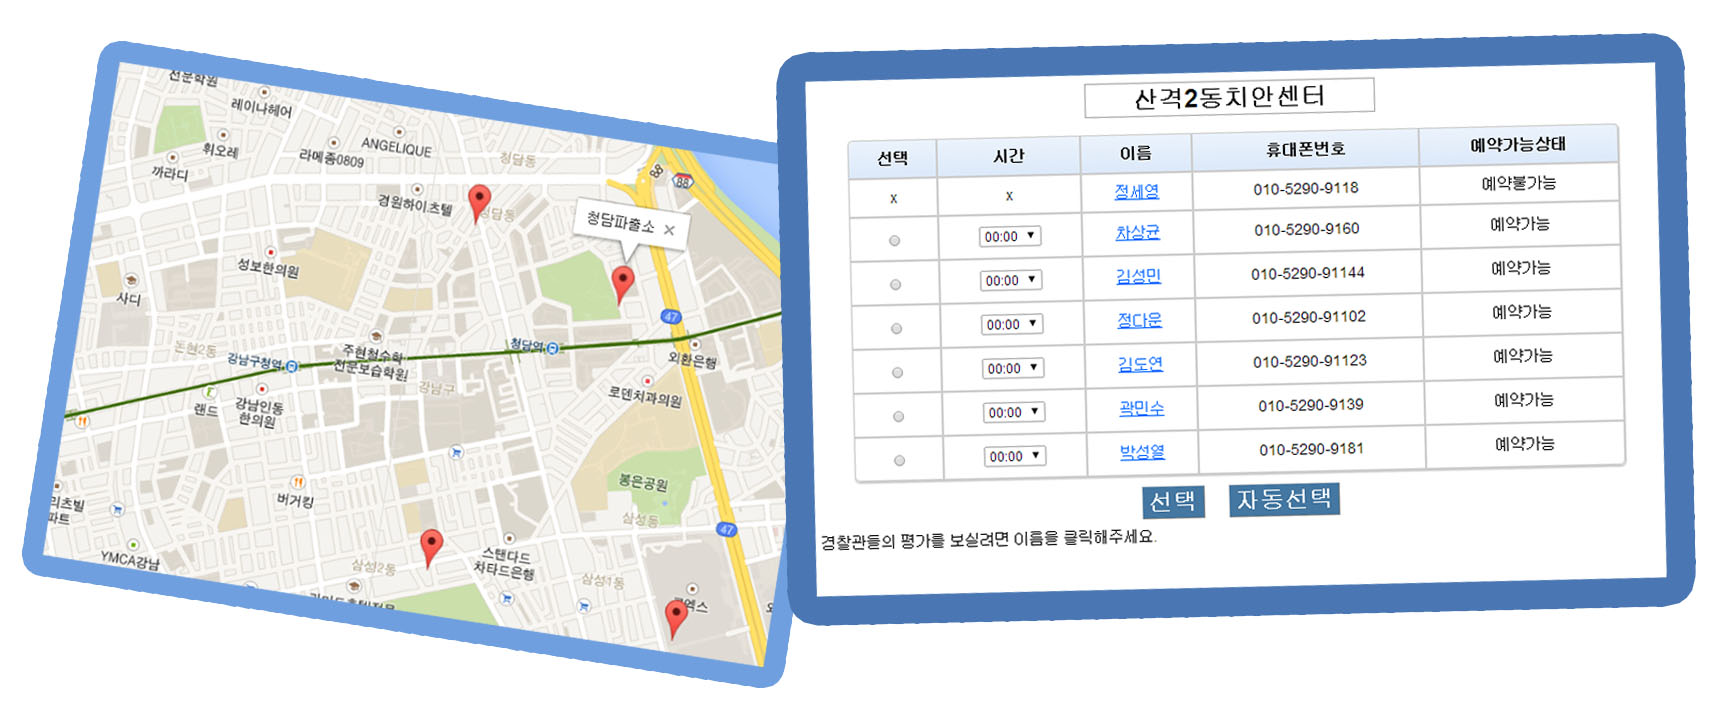 전문학원
레이나헤어
ANGELIQUE
휘오레
라메종0809
청담동
까라디
88
88
경원하이츠텔
청담동
청담파출소 ×
성보한의원
사디
47
돈현2동
강남구청역
주현철수학
전문보습학원
청담역
외환은행
강남구
랜드
강남인동
한의원
로덴치과의원
봉은공원
버거킹
삼성동
47
리츠빌
파트
YMCA강남
삼성2동
스탠다드
차타드은행
삼성1동
코엑스
산격2동치안센터
선택 시간 이름 휴대폰번호 예약가능상태
x x 정세영 010-5290-9118 예약불가능
00:00 차상균 010-5290-9160 예약가능
00:00 김성민 010-5290-91144 예약가능
00:00 정다운 010-5290-91102 예약가능
00:00 김도연 010-5290-91123 예약가능
00:00 곽민수 010-5290-9139 예약가능
00:00 박성열 010-5290-9181 예약가능
선택 자동선택
경찰관들의 평가를 보실려면 이름을 클릭해주세요.